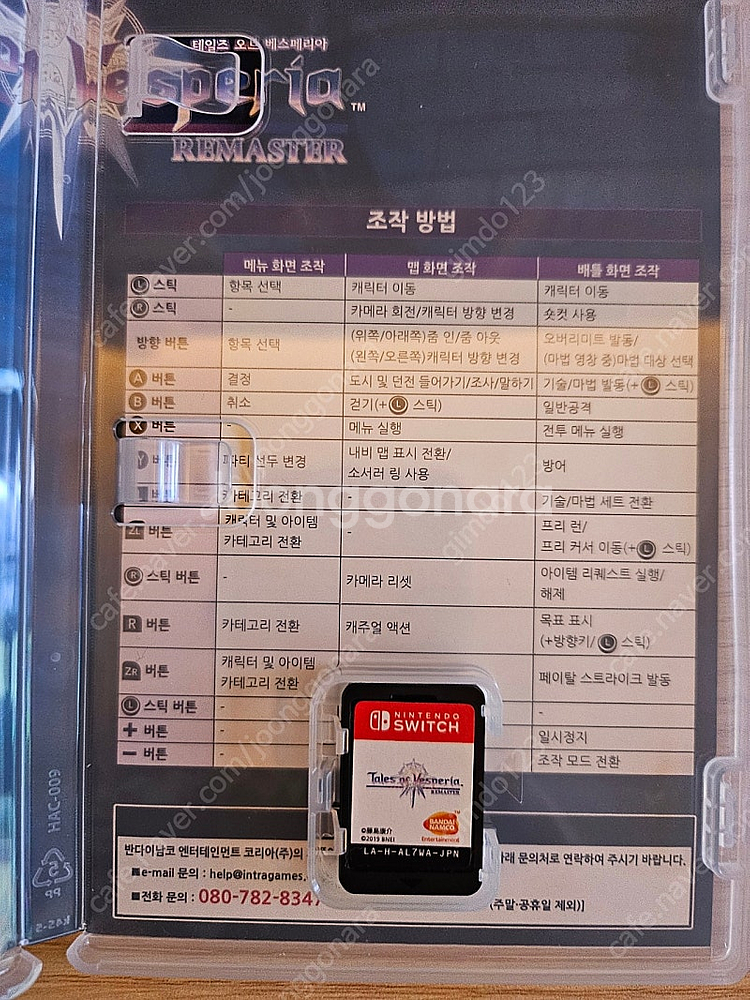 테일즈 오브 베스페리아
Vesperia™
REMASTER
조작 방법
메뉴 화면 조작 맵 화면 조작 배틀 화면 조작
L 스틱 항목 선택 캐릭터 이동 캐릭터 이동
R 스틱 - 카메라 회전/캐릭터 방향 변경 숏컷 사용
방향 버튼 항목 선택 (위쪽/아래쪽)줌 인/줌 아웃 오버리미트 발동/
(왼쪽/오른쪽)캐릭터 방향 변경 (마법 영창 중)마법 대상 선택
A 버튼 결정 도시 및 던전 들어가기/조사/말하기 기술/마법 발동(+L 스틱)
B 버튼 취소 걷기(+L 스틱) 일반공격
X 버튼 - 메뉴 실행 전투 메뉴 실행
Y 버튼 파티 선두 변경 내비 맵 표시 전환/ 방어
소서러 링 사용
카테고리 전환 - 기술/마법 세트 전환
ZL 버튼 캐릭터 및 아이템 - 프리 런/
카테고리 전환 프리 커서 이동(+L 스틱)
R 스틱 버튼 - 카메라 리셋 아이템 리퀘스트 실행/
해제
R 버튼 카테고리 전환 캐주얼 액션 목표 표시
(+방향키/L 스틱)
ZR 버튼 캐릭터 및 아이템 페이탈 스트라이크 발동
카테고리 전환
L 스틱 버튼 - -
+ 버튼 - 일시정지
- 버튼 - 조작 모드 전환
NINTENDO
SWITCH
Tales of Vesperia
REMASTER
©藤島康介
©2019 BNEI
BANDAI
NAMCO
Entertainment
LA-H-AL7WA-JPN
반다이남코 엔터테인먼트 코리아(주)의 아래 문의처로 연락하여 주시기 바랍니다.
■e-mail 문의 : help@intragames.
■전화 문의 : 080-782-834 (주말·공휴일 제외)]
HAC-009
PP
joonggonara
cafe.naver.com/joonggonara
gimdo123